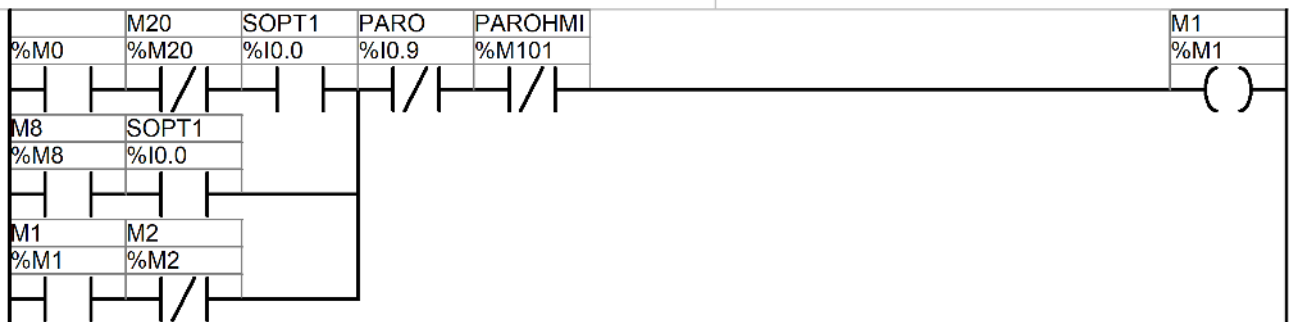 M20 SOPT1 PARO PAROHMI M1
%M0 %M20 %I0.0 %I0.9 %M101 %M1
M8 SOPT1
%M8 %I0.0
M1 M2
%M1 %M2